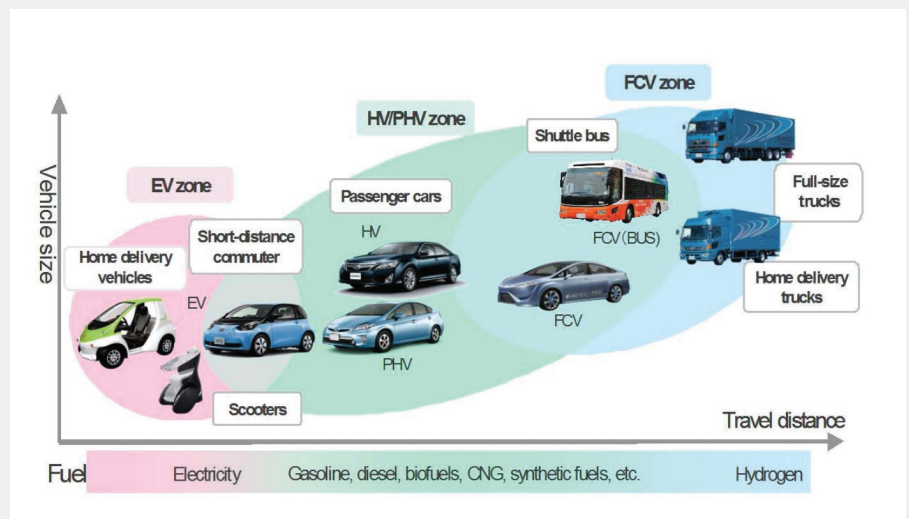 FCV zone
HV/PHV zone
Shuttle bus
EV zone
Passenger cars
Full-size
trucks
Short-distance
commuter
HV
FCV (BUS)
Home delivery
vehicles
EV
Home delivery
trucks
FCV
PHV
Scooters
Vehicle size
Travel distance
Fuel
Electricity
Gasoline, diesel, biofuels, CNG, synthetic fuels, etc.
Hydrogen